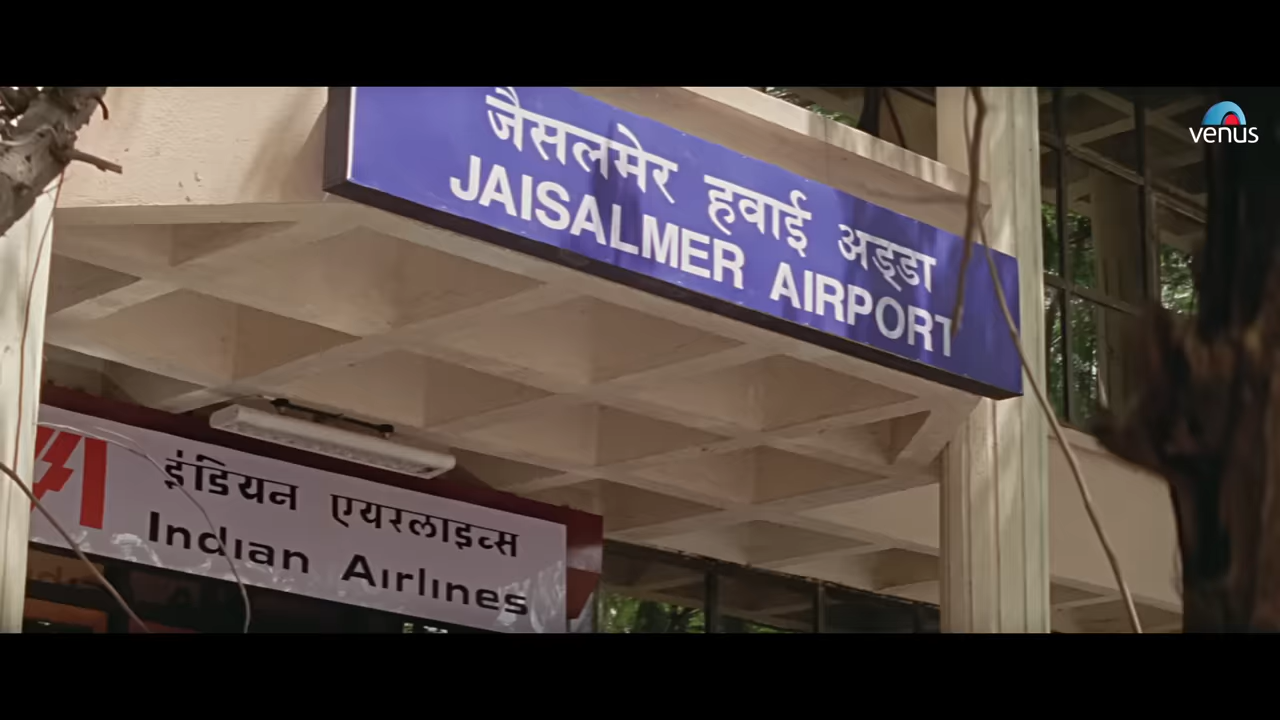 जैसलमेर हवाई अड्डा
JAISALMER AIRPORT
venus
इंडियन एयरलाइन्स
Indian Airlines